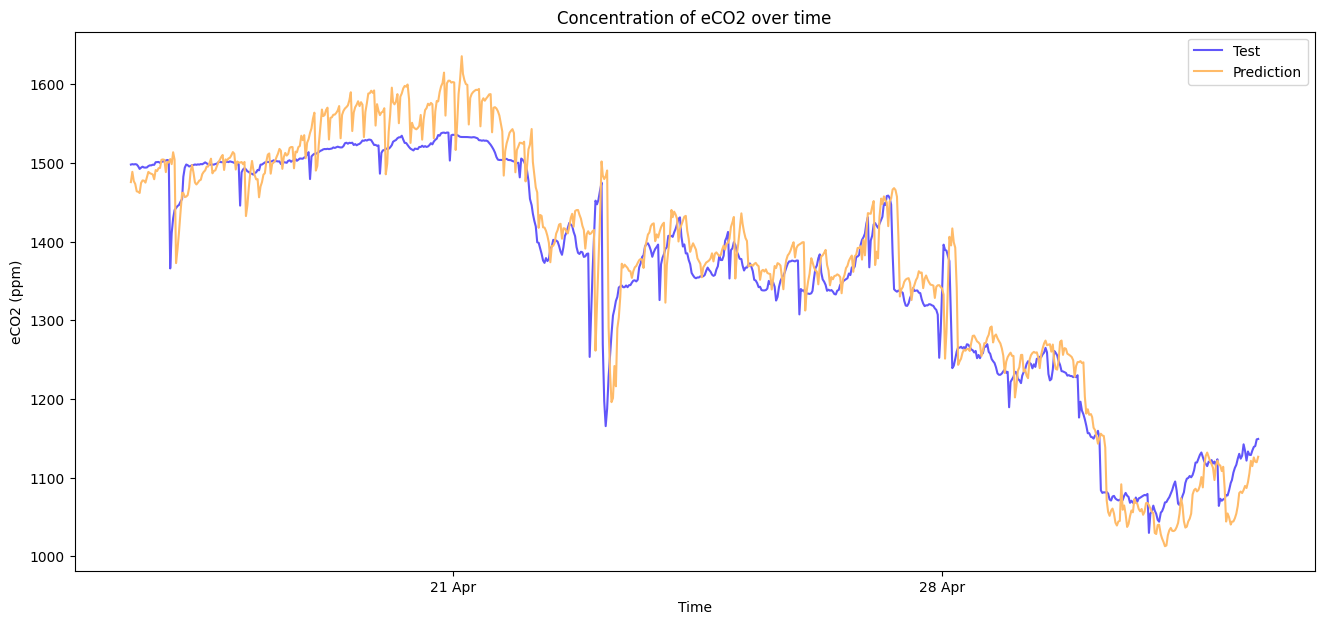 Concentration of eCO2 over time
Test
Prediction
eCO2 (ppm)
1600
1500
1400
1300
1200
1100
1000
21 Apr
28 Apr
Time